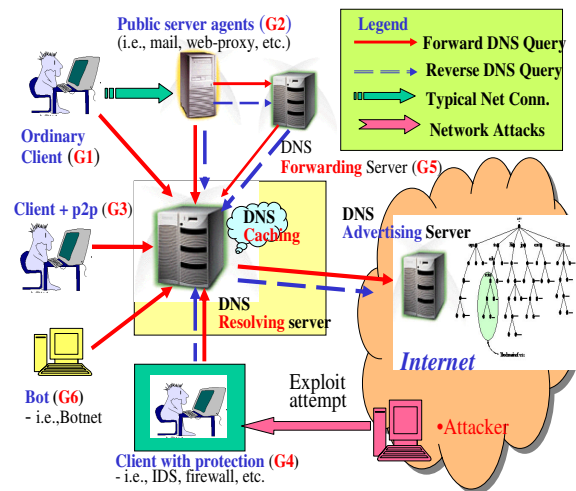 Public server agents (G2)
(i.e., mail, web-proxy, etc.)
Legend
Forward DNS Query
Reverse DNS Query
Typical Net Conn.
Network Attacks
Ordinary
Client (G1)
DNS
Forwarding Server (G5)
Client + p2p (G3)
DNS
Caching
DNS
Advertising Server
DNS
Resolving server
Internet
Bot (G6)
- i.e.,Botnet
Exploit
attempt
•Attacker
Client with protection (G4)
- i.e., IDS, firewall, etc.